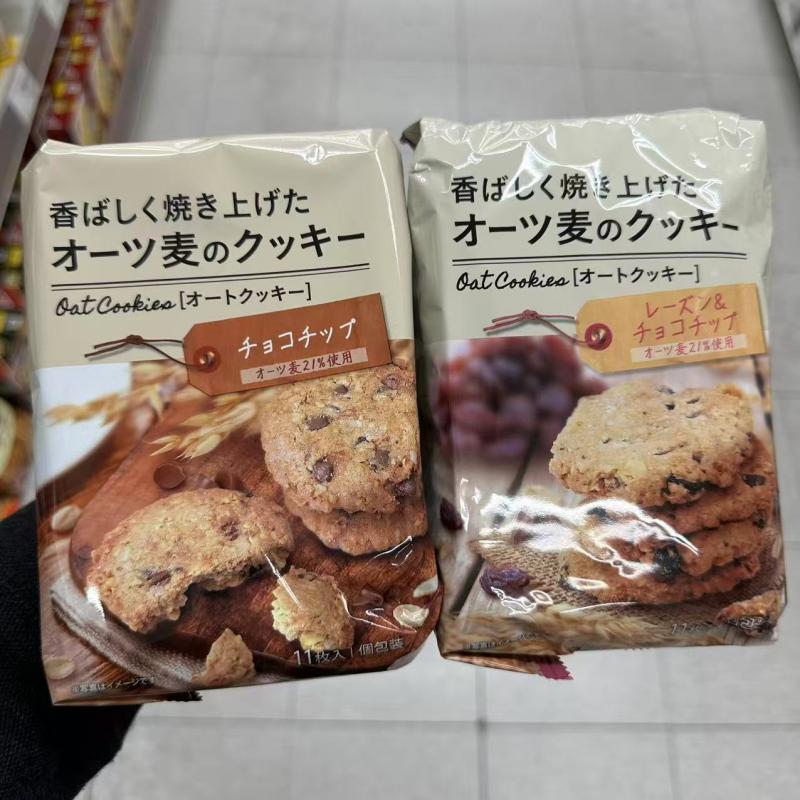 香ばしく焼き上げた
オーツ麦のクッキー
Oat Cookies [オートクッキー]
チョコチップ
オーツ麦21%使用
11枚入 | 個包装
※写真はイメージです
香ばしく焼き上げた
オーツ麦のクッキー
Oat Cookies [オートクッキー]
レーズン&
チョコチップ
オーツ麦21%使用